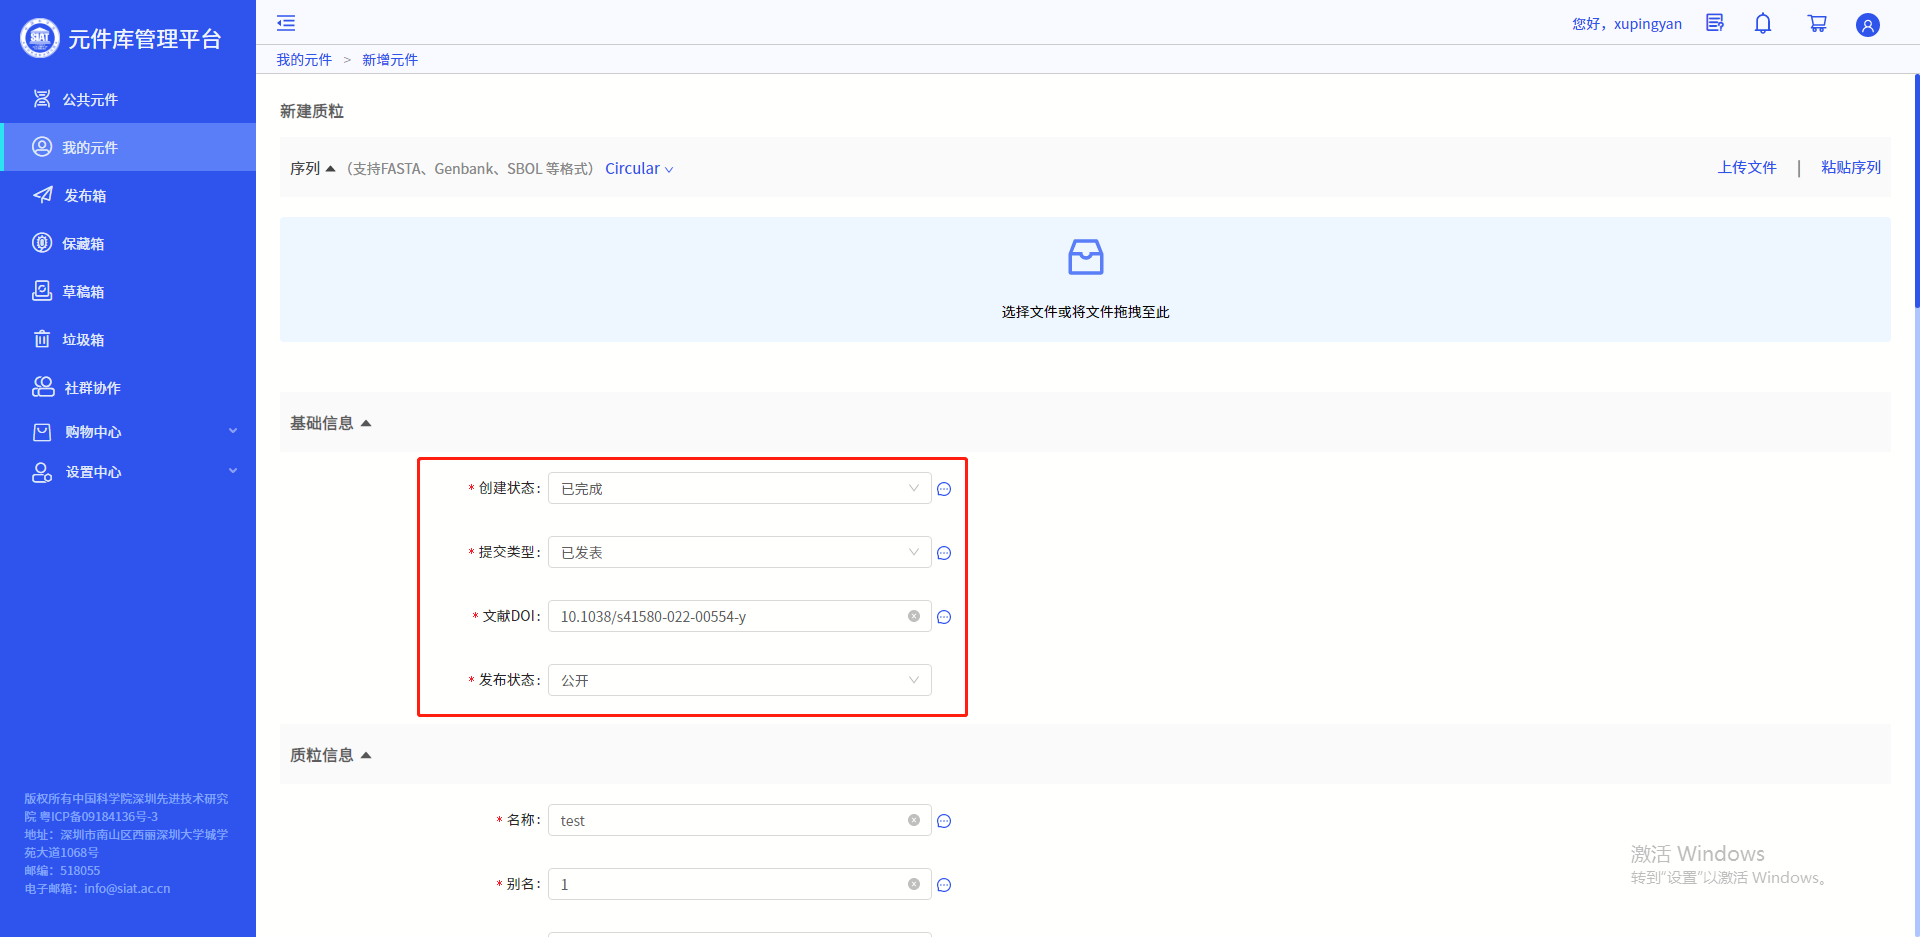 SIAT
元件库管理平台
公共元件
我的元件
发布箱
保藏箱
草稿箱
垃圾箱
社群协作
购物中心
设置中心
版权所有中国科学院深圳先进技术研究
院 粤ICP备09184136号-3
地址：深圳市南山区西丽深圳大学城学
苑大道1068号
邮编：518055
电子邮箱：info@siat.ac.cn
您好，xupingyan
我的元件 > 新增元件
新建质粒
序列 （支持FASTA、Genbank、SBOL 等格式） Circular
上传文件 | 粘贴序列
选择文件或将文件拖拽至此
基础信息
* 创建状态： 已完成
* 提交类型： 已发表
* 文献DOI： 10.1038/s41580-022-00554-y
* 发布状态： 公开
质粒信息
* 名称： test
* 别名： 1
激活 Windows
转到“设置”以激活 Windows。